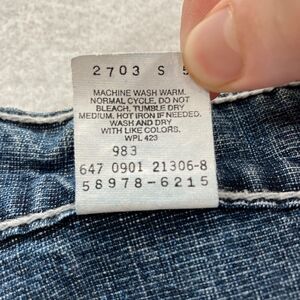 2703 S 5
MACHINE WASH WARM.
NORMAL CYCLE, DO NOT
BLEACH. TUMBLE DRY
MEDIUM. HOT IRON IF NEEDED.
WASH AND DRY
WITH LIKE COLORS.
WPL 423
983
647 0901 21306-8
58978-6215